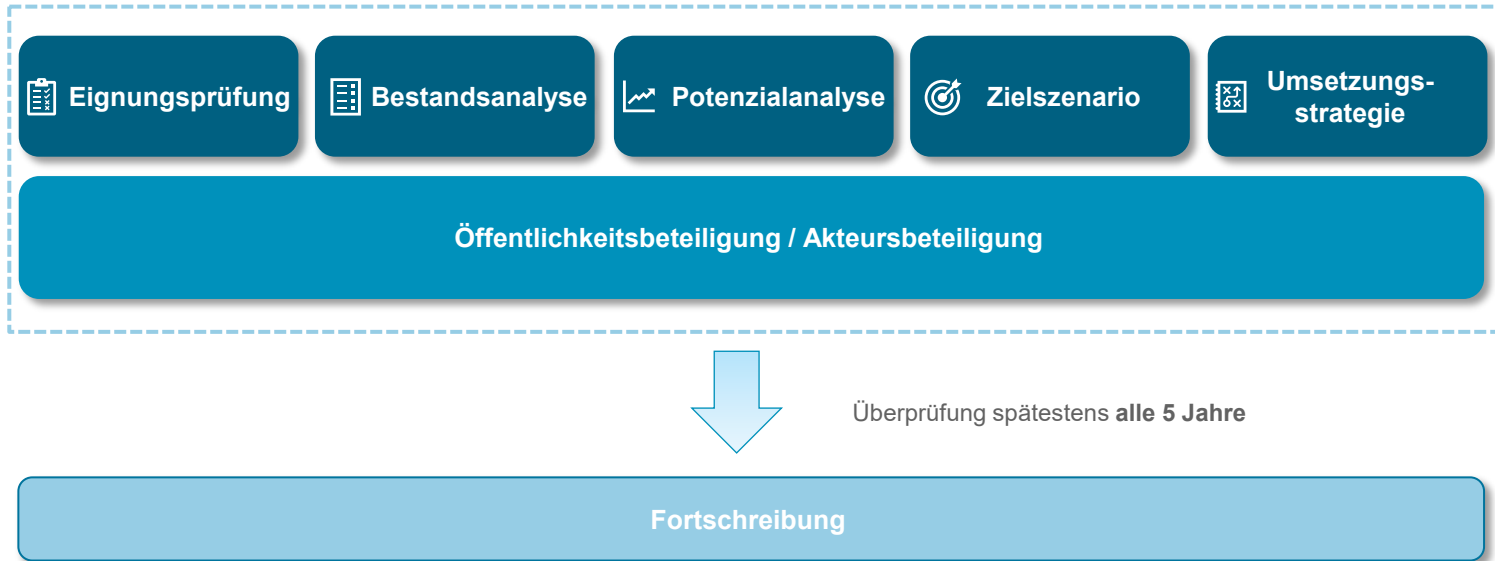 Eignungsprüfung
Bestandsanalyse
Potenzialanalyse
Zielszenario
Umsetzungs-
strategie
Öffentlichkeitsbeteiligung / Akteursbeteiligung
Überprüfung spätestens alle 5 Jahre
Fortschreibung